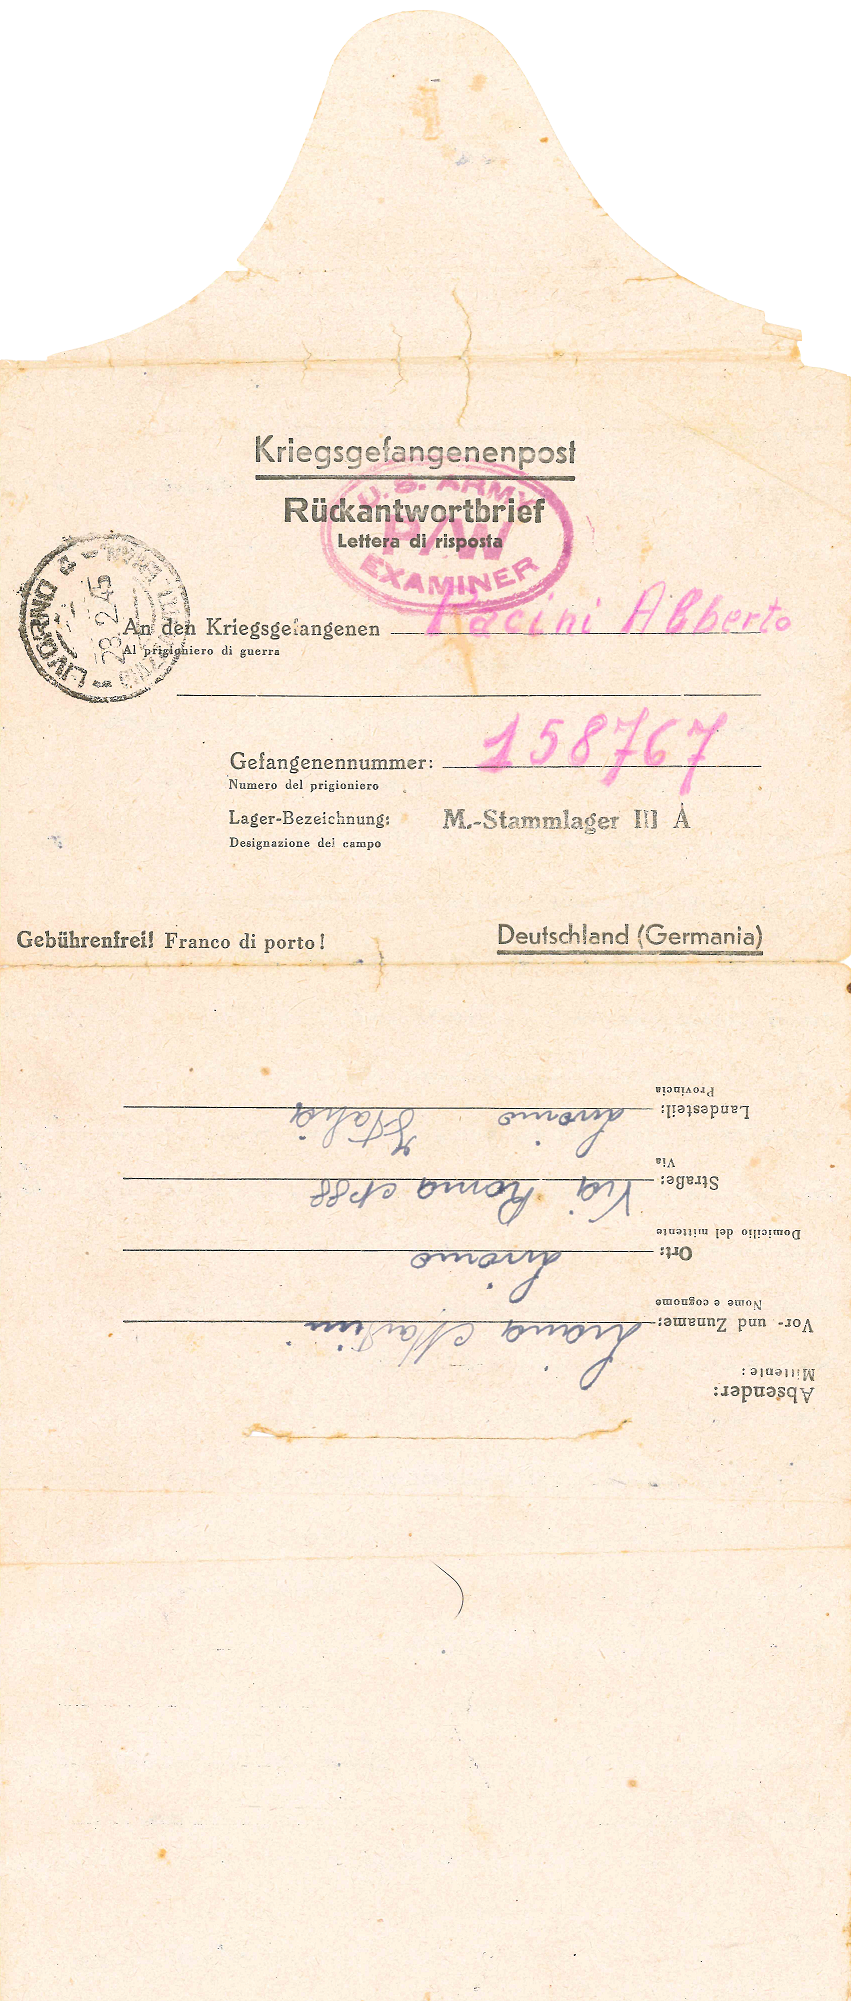 Kriegsgefangenenpost
Rückantwortbrief
Lettera di risposta
U.S. ARMY
P/W
EXAMINER
LIVORNO
28.2.45
An den Kriegsgefangenen Pacini Alberto
Al prigioniero di guerra
Gefangenennummer: 158767
Numero del prigioniero
Lager-Bezeichnung: M.-Stammlager III A
Designazione del campo
Gebührenfrei! Franco di porto!
Deutschland (Germania)
Absender:
Mittente:
Vor- und Zuname: Liana Martini
Nome e cognome
Ort: Livorno
Domicilio del mittente
Straße: Via Roma N° 88
Via
Landesteil: Livorno Italia
Provincia